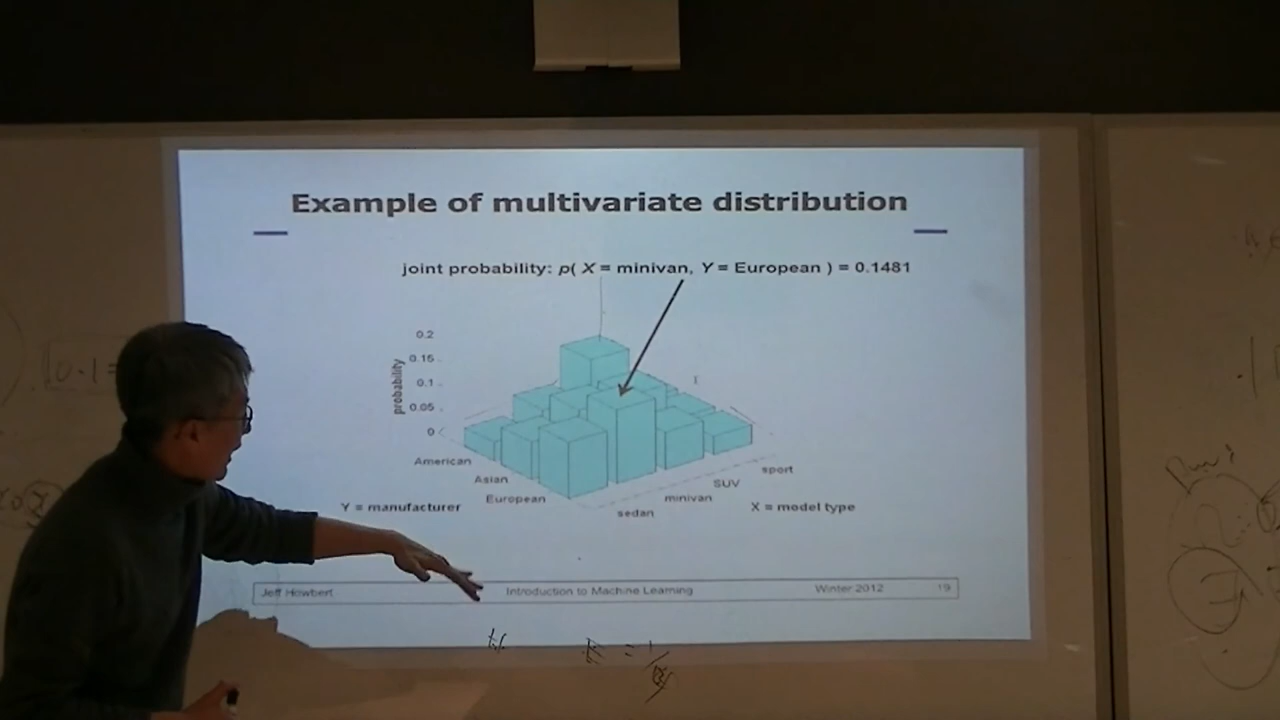 Example of multivariate distribution
joint probability: p( X = minivan, Y = European ) = 0.1481
0.2
0.15
0.1
0.05
0
probability
American
Asian
European
Y = manufacturer
sport
SUV
minivan
sedan
X = model type
Jeff Howbert Introduction to Machine Learning Winter 2012 19